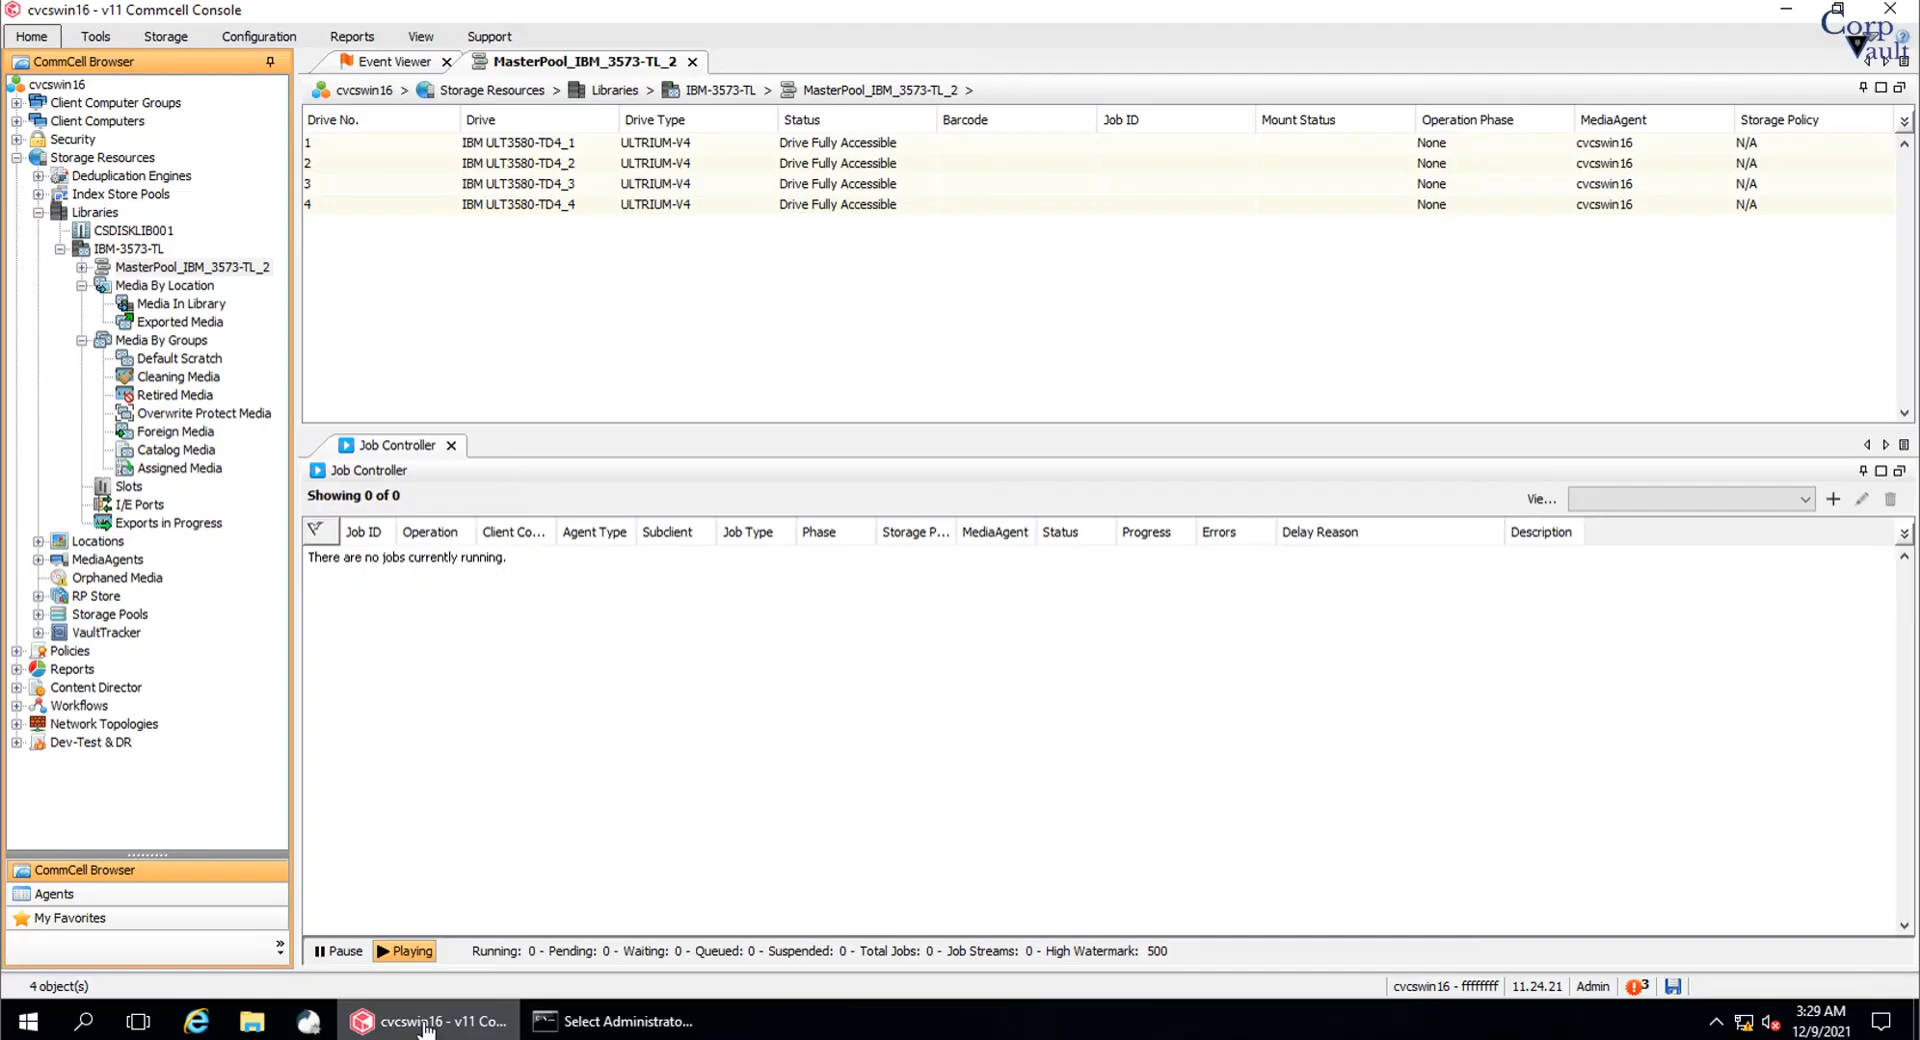 cvcswin16 - v11 Commcell Console
Corp Vault
Home Tools Storage Configuration Reports View Support
CommCell Browser
cvcswin16
Client Computer Groups
Client Computers
Security
Storage Resources
Deduplication Engines
Index Store Pools
Libraries
CSDISKLIB001
IBM-3573-TL
MasterPool_IBM_3573-TL_2
Media By Location
Media In Library
Exported Media
Media By Groups
Default Scratch
Cleaning Media
Retired Media
Overwrite Protect Media
Foreign Media
Catalog Media
Assigned Media
Slots
I/E Ports
Exports in Progress
Locations
MediaAgents
Orphaned Media
RP Store
Storage Pools
VaultTracker
Policies
Reports
Content Director
Workflows
Network Topologies
Dev-Test & DR
CommCell Browser
Agents
My Favorites
»
Event Viewer MasterPool_IBM_3573-TL_2
cvcswin16 > Storage Resources > Libraries > IBM-3573-TL > MasterPool_IBM_3573-TL_2 >
Drive No. Drive Drive Type Status Barcode Job ID Mount Status Operation Phase MediaAgent Storage Policy
1 IBM ULT3580-TD4_1 ULTRIUM-V4 Drive Fully Accessible None cvcswin16 N/A
2 IBM ULT3580-TD4_2 ULTRIUM-V4 Drive Fully Accessible None cvcswin16 N/A
3 IBM ULT3580-TD4_3 ULTRIUM-V4 Drive Fully Accessible None cvcswin16 N/A
4 IBM ULT3580-TD4_4 ULTRIUM-V4 Drive Fully Accessible None cvcswin16 N/A
Job Controller
Job Controller
Showing 0 of 0
Vie...
Job ID Operation Client Co... Agent Type Subclient Job Type Phase Storage P... MediaAgent Status Progress Errors Delay Reason Description
There are no jobs currently running.
Pause Playing Running: 0 - Pending: 0 - Waiting: 0 - Queued: 0 - Suspended: 0 - Total Jobs: 0 - Job Streams: 0 - High Watermark: 500
4 object(s) cvcswin16 - ffffffff 11.24.21 Admin 3
cvcswin16 - v11 Co... Select Administrato...
3:29 AM
12/9/2021